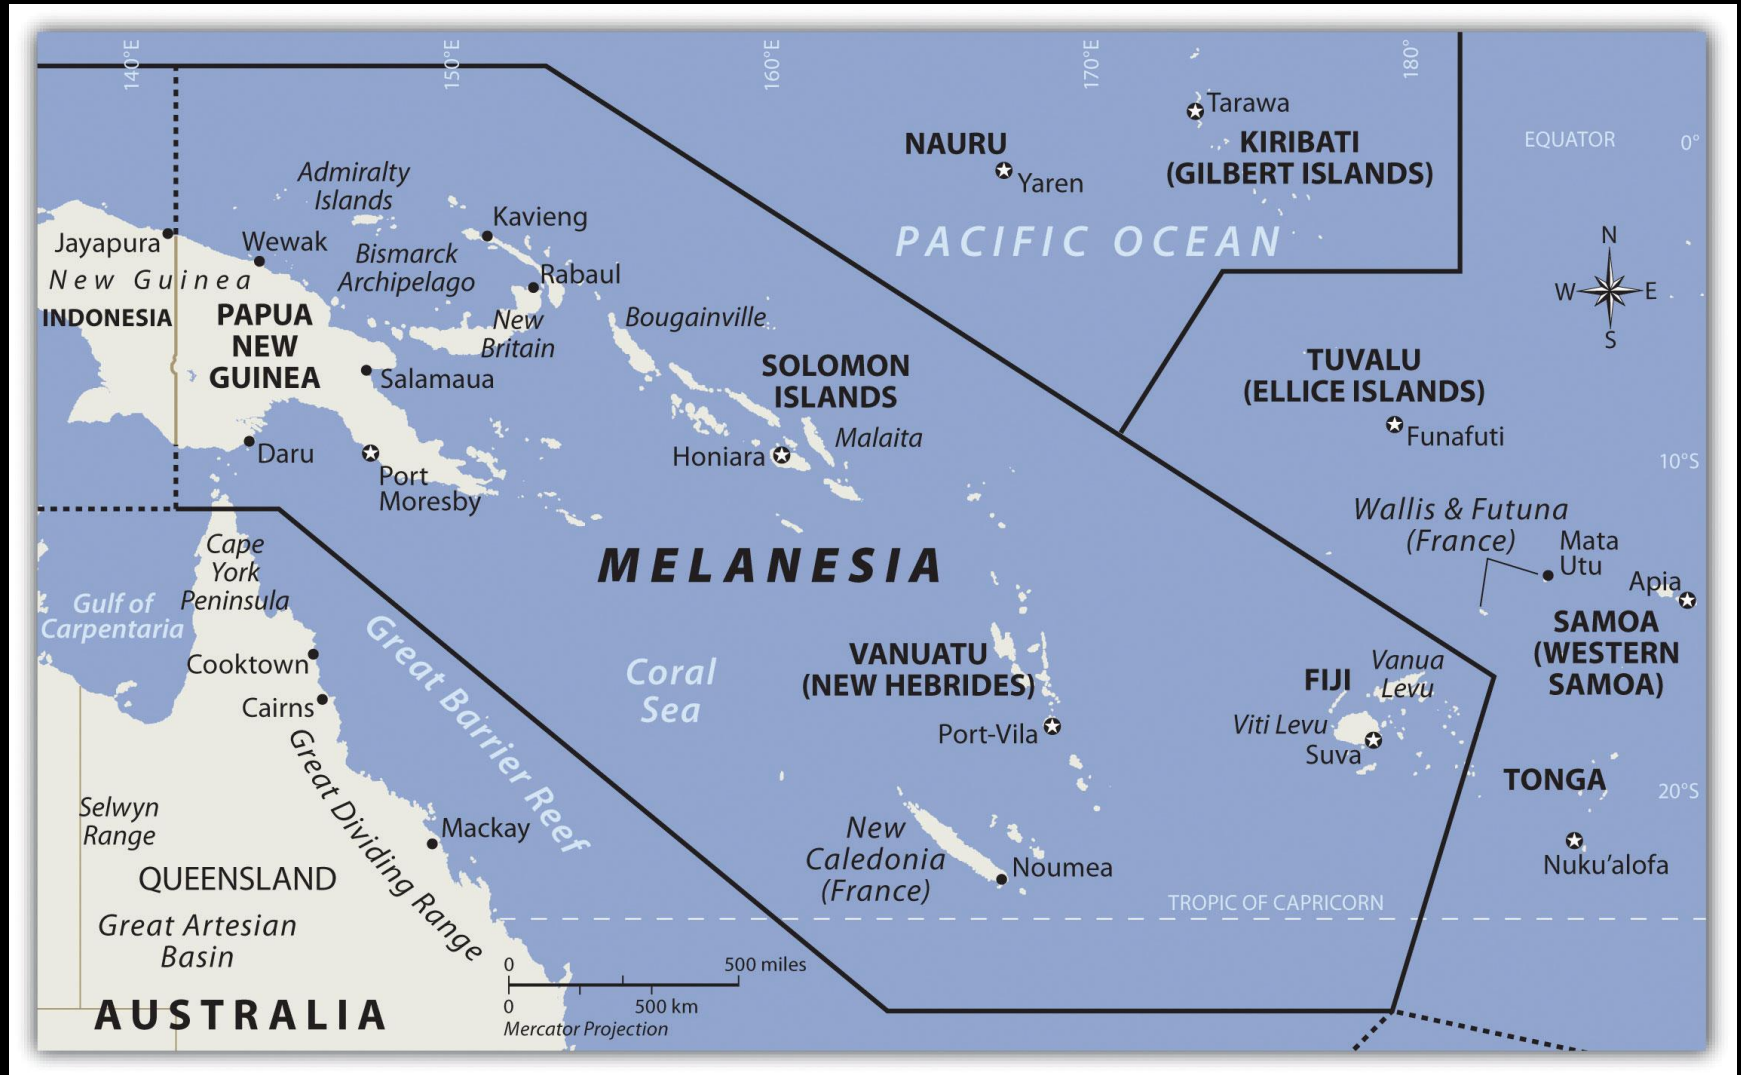 140°E
150°E
160°E
170°E
180°
Tarawa
EQUATOR
0°
NAURU
KIRIBATI
(GILBERT ISLANDS)
Yaren
Admiralty
Islands
Kavieng
PACIFIC OCEAN
N
W
E
S
Jayapura
Wewak
Bismarck
Archipelago
New Guinea
Rabaul
INDONESIA
PAPUA
NEW
GUINEA
New
Britain
Bougainville
Salamaua
SOLOMON
ISLANDS
TUVALU
(ELLICE ISLANDS)
Malaita
Funafuti
Daru
Honiara
10°S
Port
Moresby
Wallis & Futuna
(France)
Mata
Utu
Cape
York
Peninsula
MELANESIA
Apia
Gulf of
Carpentaria
SAMOA
(WESTERN
SAMOA)
Great Barrier Reef
Cooktown
Coral
Sea
VANUATU
(NEW HEBRIDES)
FIJI
Vanua
Levu
Cairns
Port-Vila
Viti Levu
Suva
Great Dividing Range
TONGA
20°S
Selwyn
Range
Mackay
New
Caledonia
(France)
Noumea
Nuku'alofa
QUEENSLAND
TROPIC OF CAPRICORN
Great Artesian
Basin
0
500 miles
0
500 km
Mercator Projection
AUSTRALIA